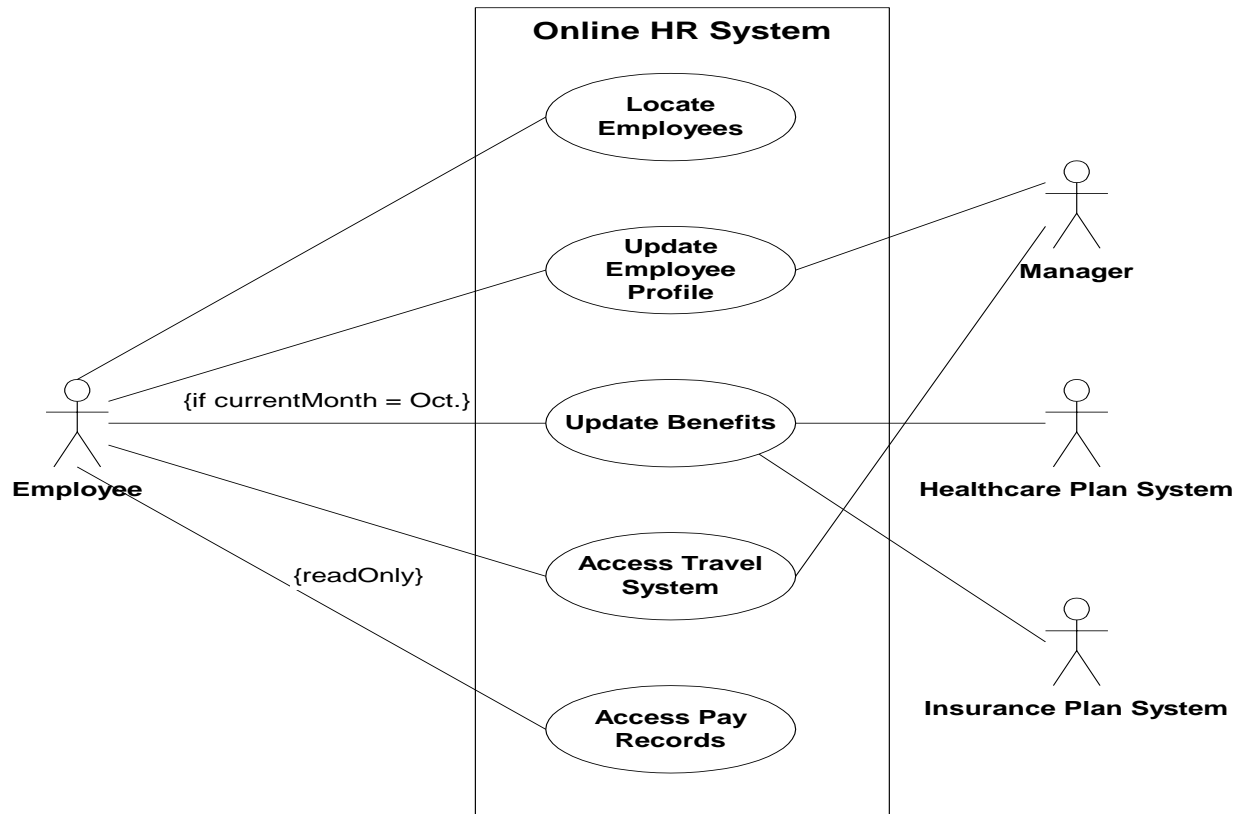 Online HR System
Locate
Employees
Update
Employee
Profile
Manager
{if currentMonth = Oct.}
Update Benefits
Employee
Healthcare Plan System
Access Travel
System
{readOnly}
Insurance Plan System
Access Pay
Records